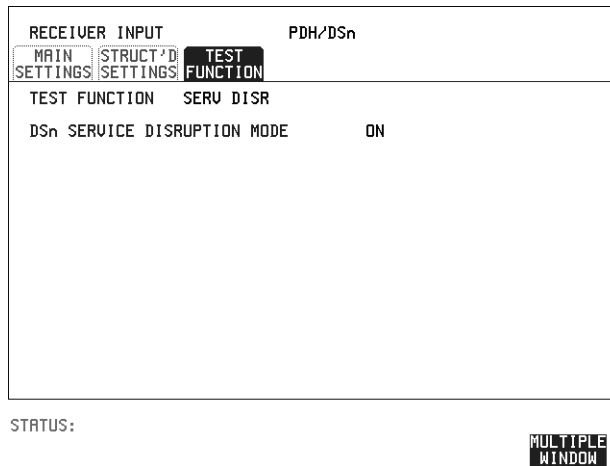 RECEIVER INPUT PDH/DSn
MAIN SETTINGS STRUCT'D SETTINGS TEST FUNCTION
TEST FUNCTION SERV DISR
DSn SERVICE DISRUPTION MODE ON
STATUS:
MULTIPLE
WINDOW